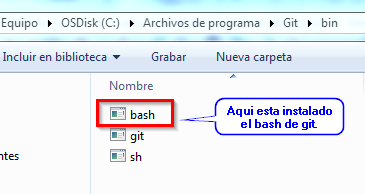 Equipo ▸ OSDisk (C:) ▸ Archivos de programa ▸ Git ▸ bin
Incluir en biblioteca ▾ Grabar Nueva carpeta
Nombre
bash
Aqui esta instalado
el bash de git.
git
sh
ntes